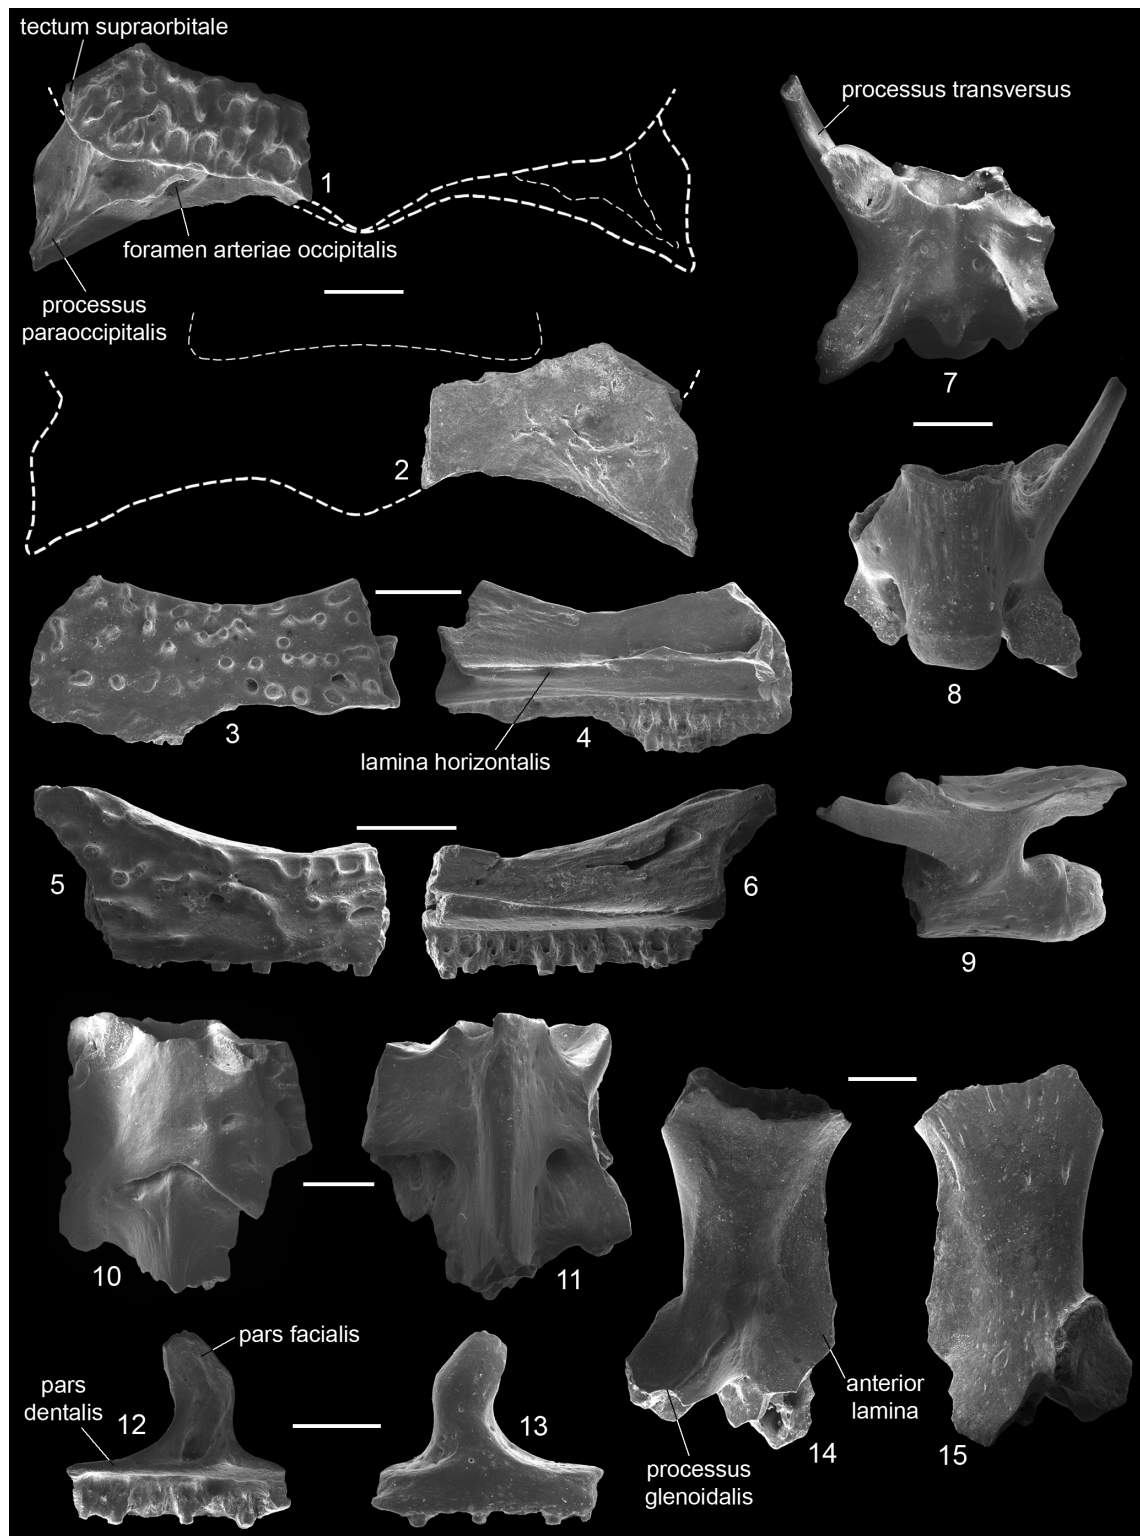 tectum supraorbitale
processus transversus
1
foramen arteriae occipitalis
processus
paraoccipitalis
7
2
8
3
4
lamina horizontalis
5
6
9
10
11
pars facialis
pars
dentalis
12
13
anterior
lamina
14
15
processus
glenoidalis